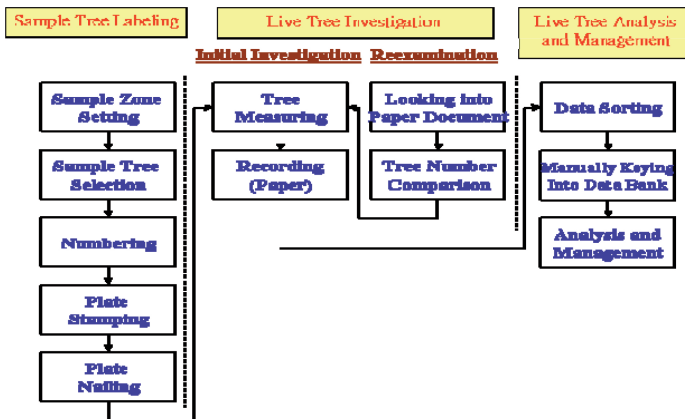 Sample Tree Labeling
Live Tree Investigation
Live Tree Analysis
and Management
Initial Investigation
Reexamination
Sample Zone
Setting
Sample Tree
Selection
Numbering
Plate
Stamping
Plate
Nailing
Tree
Measuring
Recording
(Paper)
Looking into
Paper Document
Tree Number
Comparison
Data Sorting
Manually Keying
Into Data Bank
Analysis and
Management